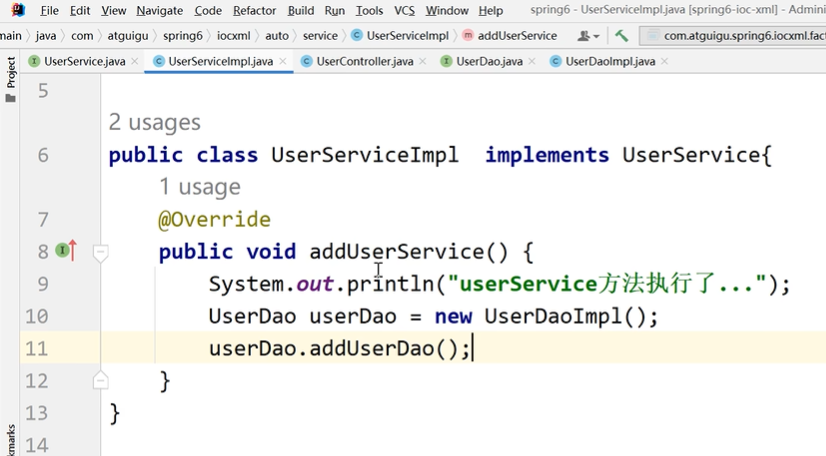 File Edit View Navigate Code Refactor Build Run Tools VCS Window Help spring6 - UserServiceImpl.java [spring6-ioc-xml] - Admini
main java com atguigu spring6 iocxml auto service UserServiceImpl addUserService com.atguigu.spring6.iocxml.fact
UserService.java UserServiceImpl.java UserController.java UserDao.java UserDaoImpl.java
Project
5
2 usages
6 public class UserServiceImpl implements UserService{
1 usage
7 @Override
8 public void addUserService() {
9 System.out.println("userService方法执行了...");
10 UserDao userDao = new UserDaoImpl();
11 userDao.addUserDao();
12 }
13 }
14